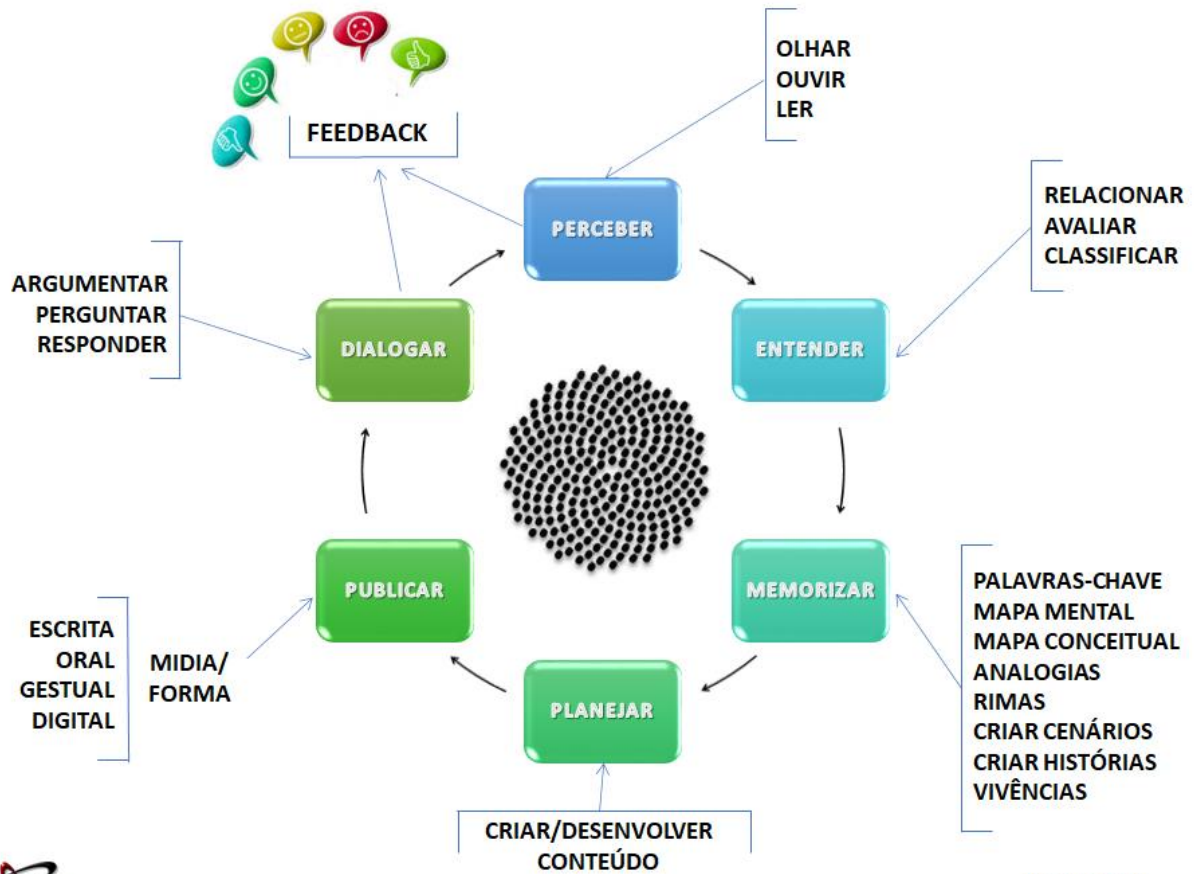 FEEDBACK
OLHAR
OUVIR
LER
PERCEBER
RELACIONAR
AVALIAR
CLASSIFICAR
ENTENDER
PALAVRAS-CHAVE
MAPA MENTAL
MAPA CONCEITUAL
ANALOGIAS
RIMAS
CRIAR CENÁRIOS
CRIAR HISTÓRIAS
VIVÊNCIAS
MEMORIZAR
PLANEJAR
CRIAR/DESENVOLVER
CONTEÚDO
PUBLICAR
MIDIA/
FORMA
ESCRITA
ORAL
GESTUAL
DIGITAL
DIALOGAR
ARGUMENTAR
PERGUNTAR
RESPONDER